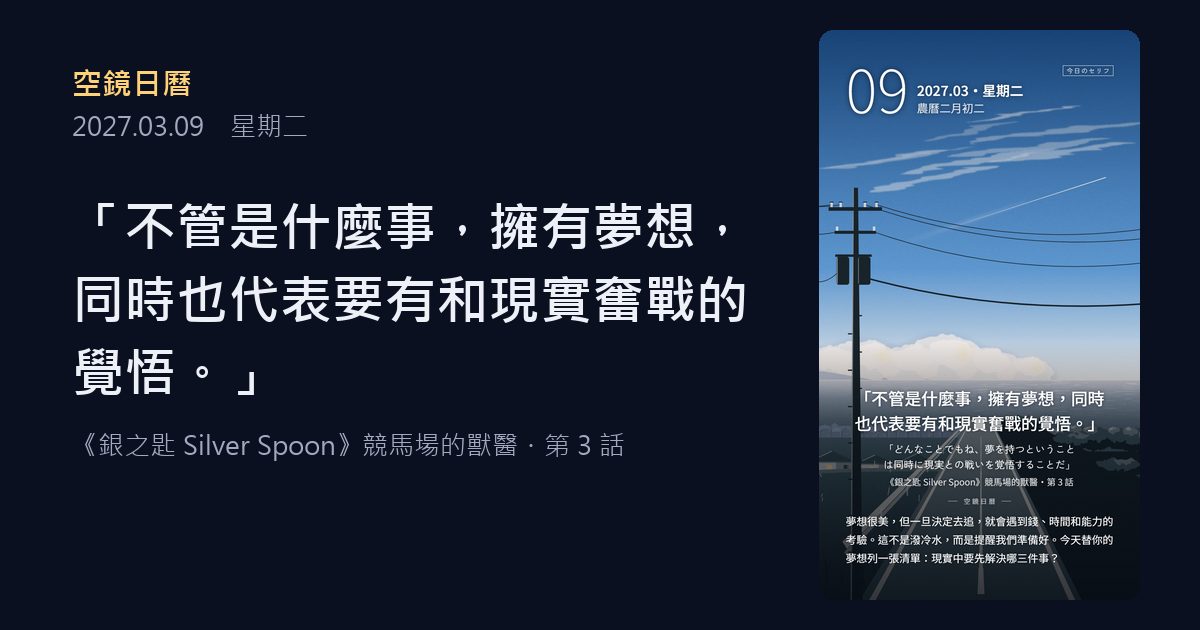 空鏡日曆
2027.03.09　星期二
「不管是什麼事，擁有夢想，
同時也代表要有和現實奮戰的
覺悟。」
《銀之匙 Silver Spoon》競馬場的獸醫．第 3 話
今日のセリフ
09
2027.03・星期二
農曆二月初二
「不管是什麼事，擁有夢想，同時
也代表要有和現實奮戰的覺悟。」
「どんなことでもね、夢を持つということ
は同時に現実との戦いを覚悟することだ」
《銀之匙 Silver Spoon》競馬場的獸醫・第 3 話
空鏡日曆
夢想很美，但一旦決定去追，就會遇到錢、時間和能力的
考驗。這不是潑冷水，而是提醒我們準備好。今天替你的
夢想列一張清單：現實中要先解決哪三件事？